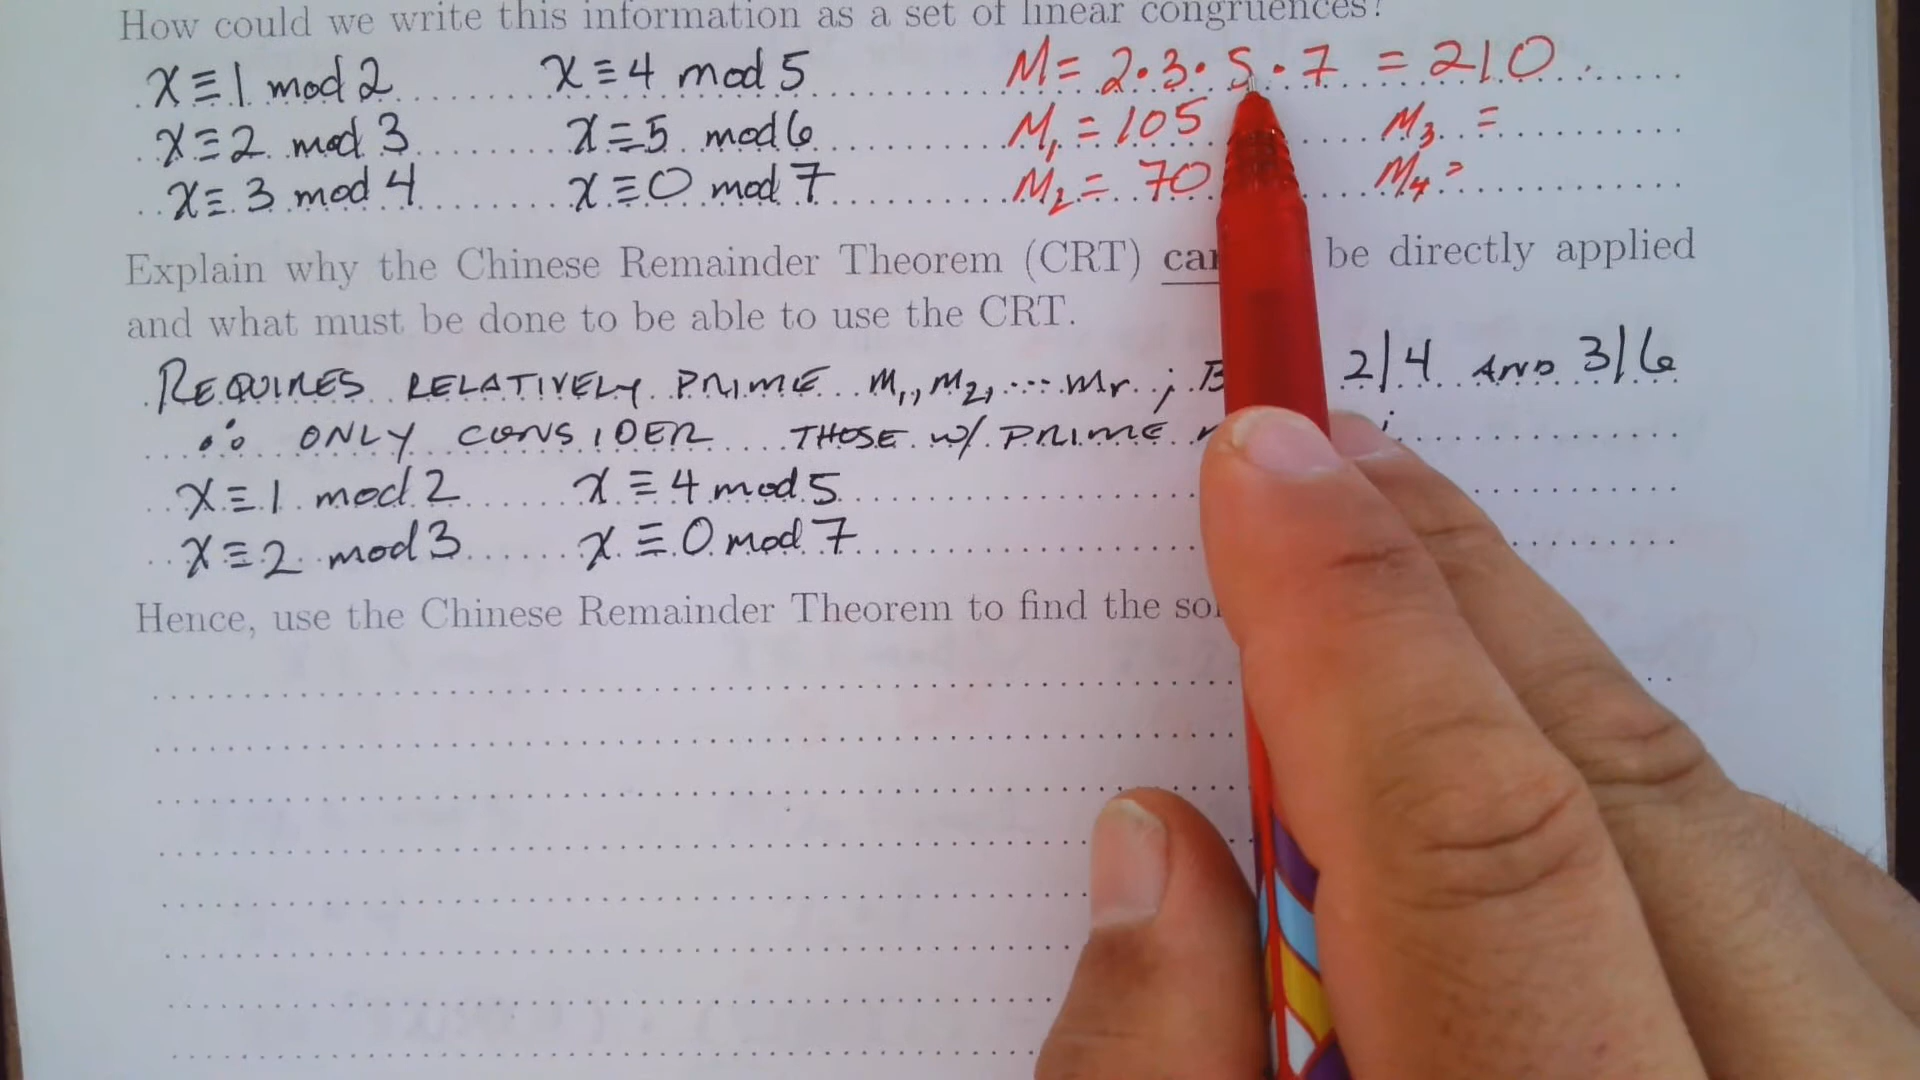 How could we write this information as a set of linear congruences?
x ≡ 1 mod 2 x ≡ 4 mod 5 M = 2·3·5·7 = 210
x ≡ 2 mod 3 x ≡ 5 mod 6 M₁ = 105 M₃ =
x ≡ 3 mod 4 x ≡ 0 mod 7 M₂ = 70 M₄ =
Explain why the Chinese Remainder Theorem (CRT) be directly applied
and what must be done to be able to use the CRT.
REQUIRES RELATIVELY PRIME m₁, m₂, ... mr ; 2|4 AND 3|6
∴ ONLY CONSIDER THOSE W/ PRIME
x ≡ 1 mod 2 x ≡ 4 mod 5
x ≡ 2 mod 3 x ≡ 0 mod 7
Hence, use the Chinese Remainder Theorem to find the